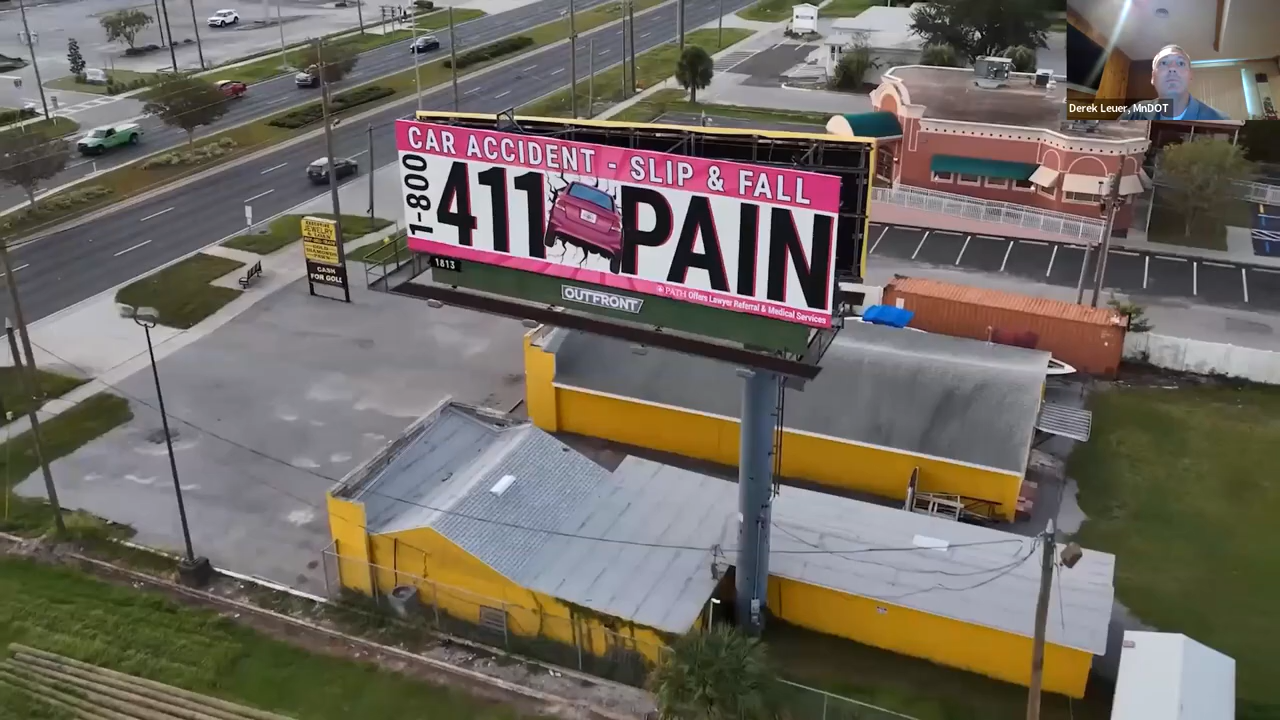 Derek Leuer, MnDOT
CAR ACCIDENT - SLIP & FALL
1-800
411 PAIN
1813
OUTFRONT
PATH Offers Lawyer Referral & Medical Services
JEWELRY
CASH
FOR GOLD